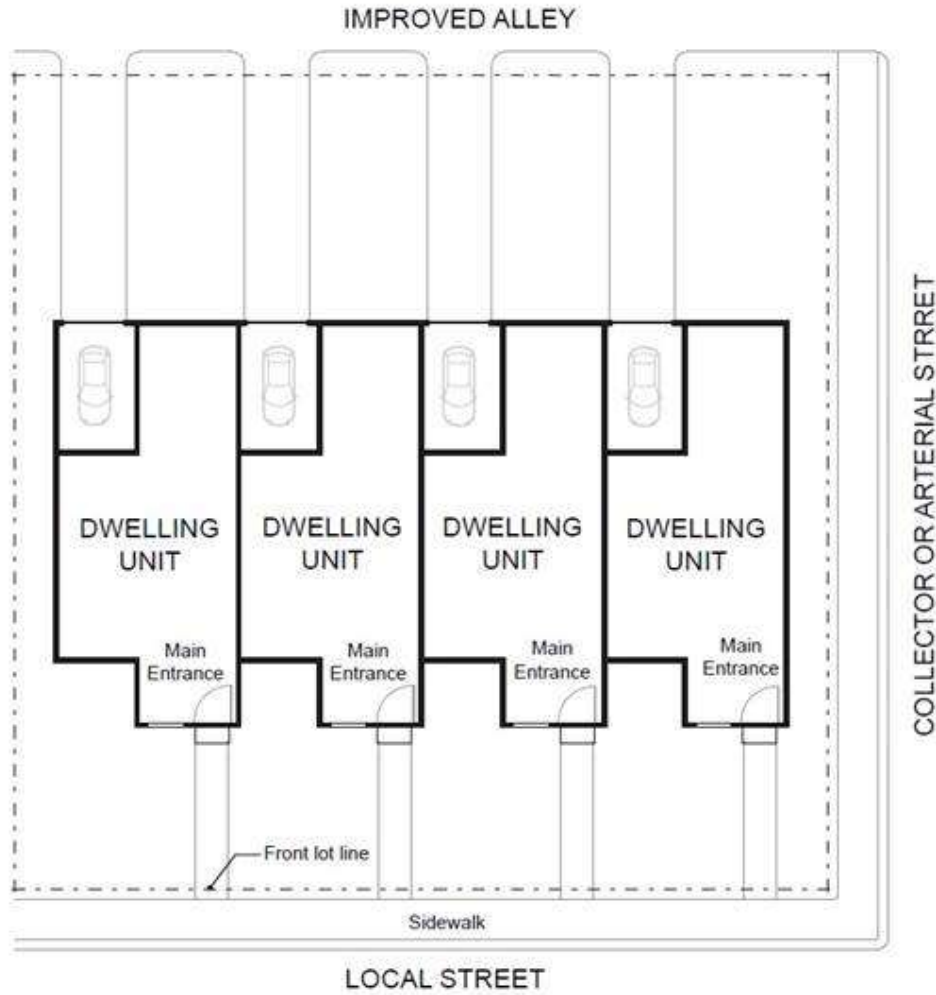 IMPROVED ALLEY
COLLECTOR OR ARTERIAL STRRET
DWELLING
UNIT
DWELLING
UNIT
DWELLING
UNIT
DWELLING
UNIT
Main
Entrance
Main
Entrance
Main
Entrance
Main
Entrance
Front lot line
Sidewalk
LOCAL STREET